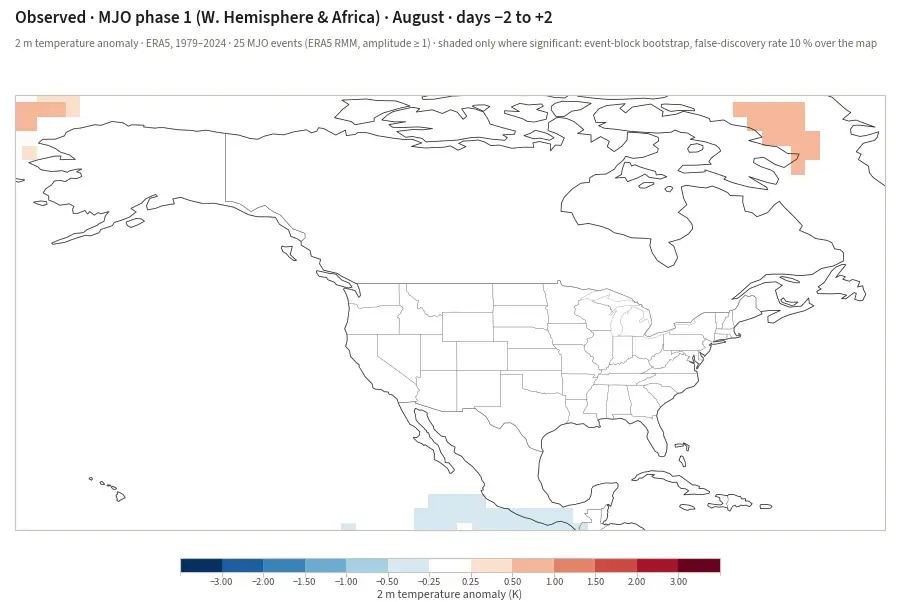 Observed · MJO phase 1 (W. Hemisphere & Africa) · August · days −2 to +2
2 m temperature anomaly · ERA5, 1979–2024 · 25 MJO events (ERA5 RMM, amplitude ≥ 1) · shaded only where significant: event-block bootstrap, false-discovery rate 10 % over the map
−3.00 −2.00 −1.50 −1.00 −0.50 −0.25 0.25 0.50 1.00 1.50 2.00 3.00
2 m temperature anomaly (K)